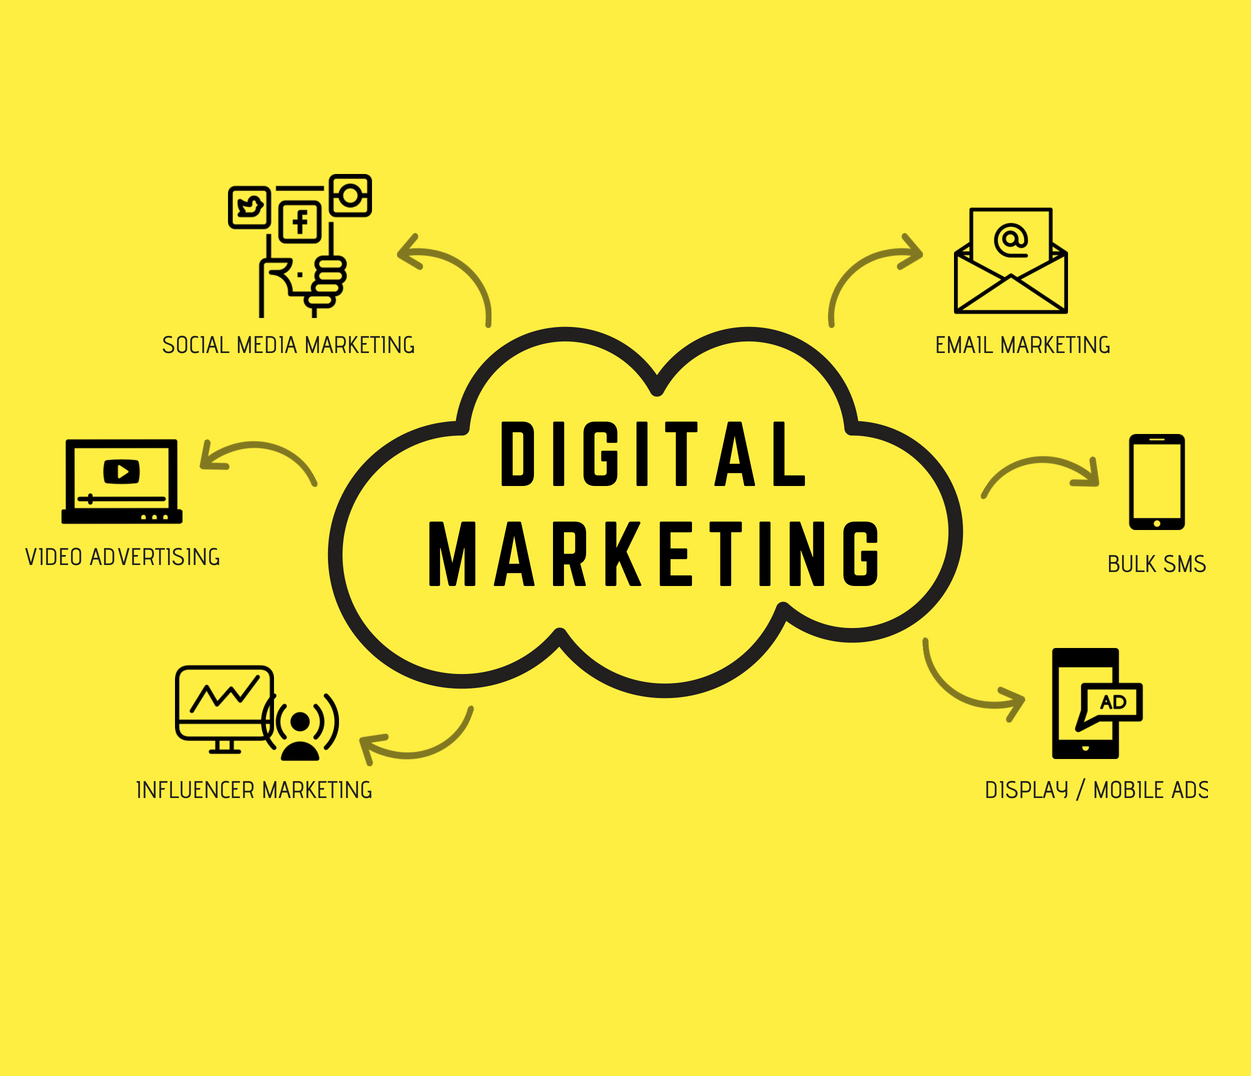 SOCIAL MEDIA MARKETING
EMAIL MARKETING
DIGITAL
MARKETING
VIDEO ADVERTISING
BULK SMS
AD
INFLUENCER MARKETING
DISPLAY / MOBILE ADS